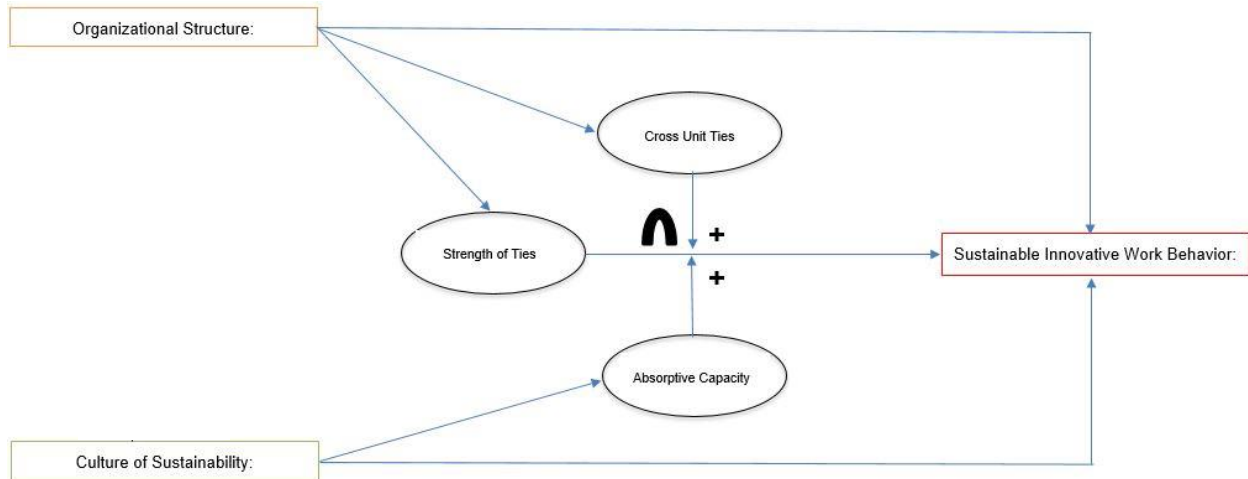 Organizational Structure:
Cross Unit Ties
+
Strength of Ties
Sustainable Innovative Work Behavior:
+
Absorptive Capacity
Culture of Sustainability: